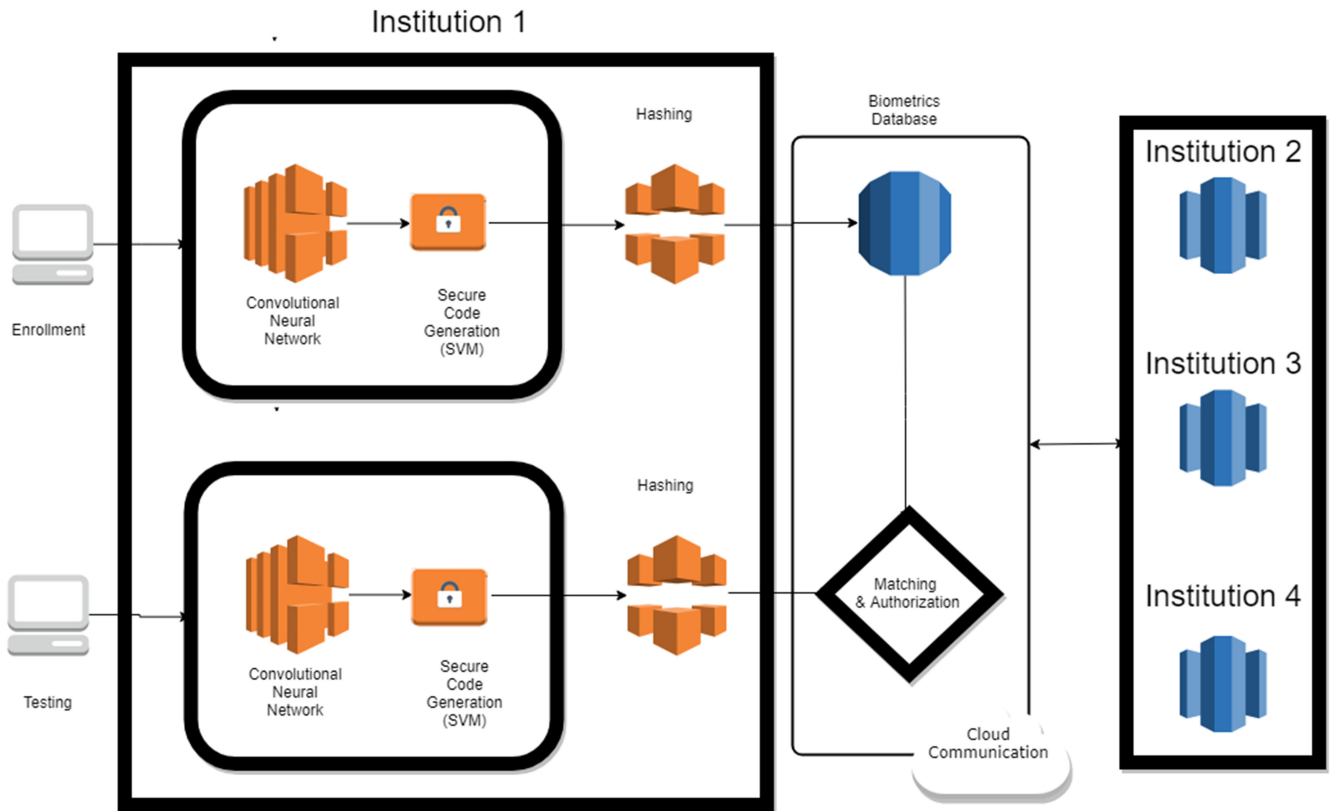 Institution 1
Hashing
Biometrics
Database
Institution 2
Convolutional
Neural
Network
Secure
Code
Generation
(SVM)
Enrollment
Institution 3
Hashing
Matching
& Authorization
Institution 4
Convolutional
Neural
Network
Secure
Code
Generation
(SVM)
Testing
Cloud
Communication